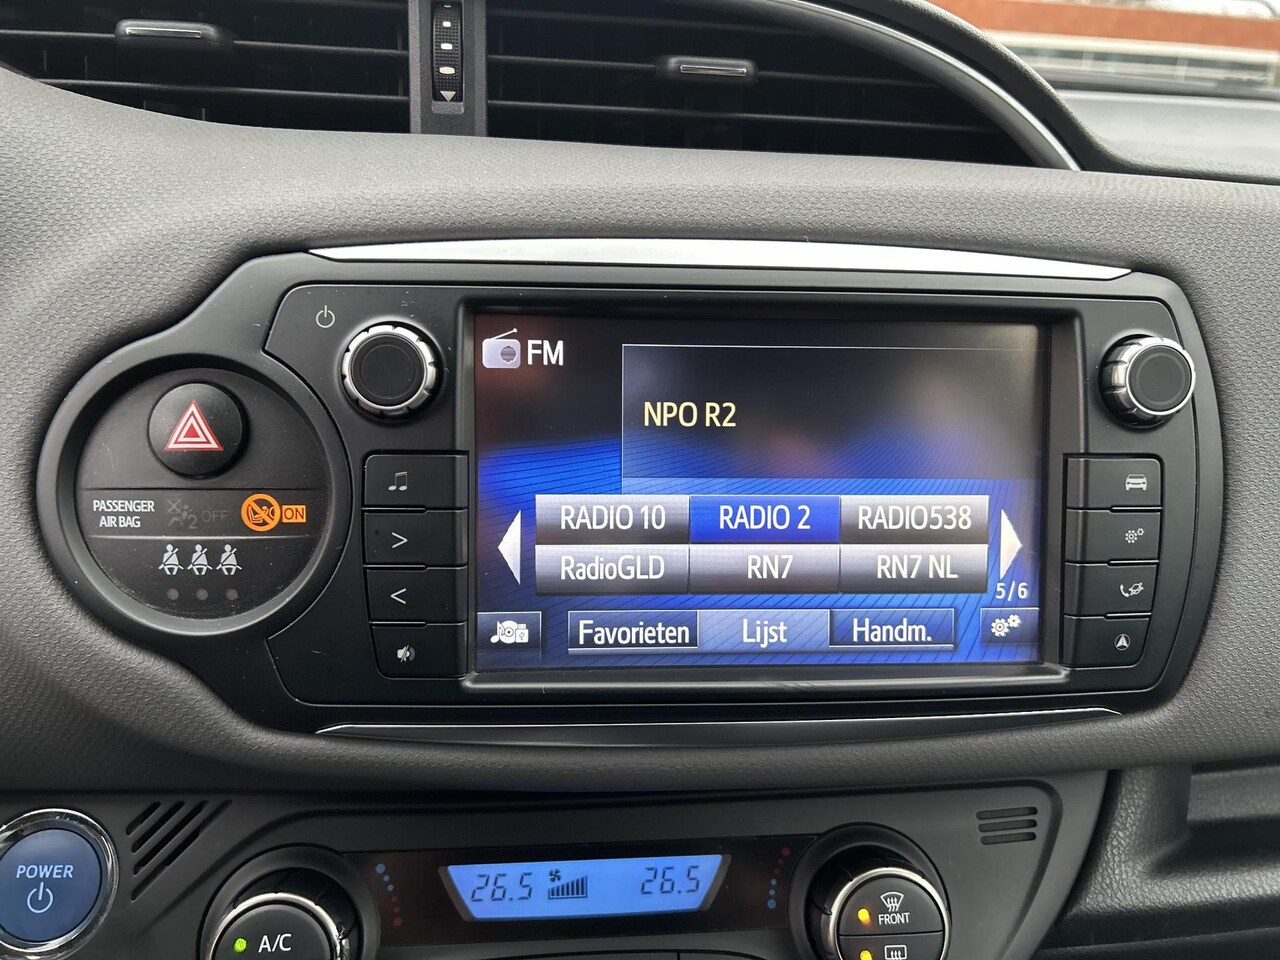 FM
NPO R2
RADIO 10 RADIO 2 RADIO538
RadioGLD RN7 RN7 NL
5/6
Favorieten Lijst Handm.
PASSENGER
AIR BAG
2 OFF
ON
POWER
A/C
26.5 26.5
FRONT